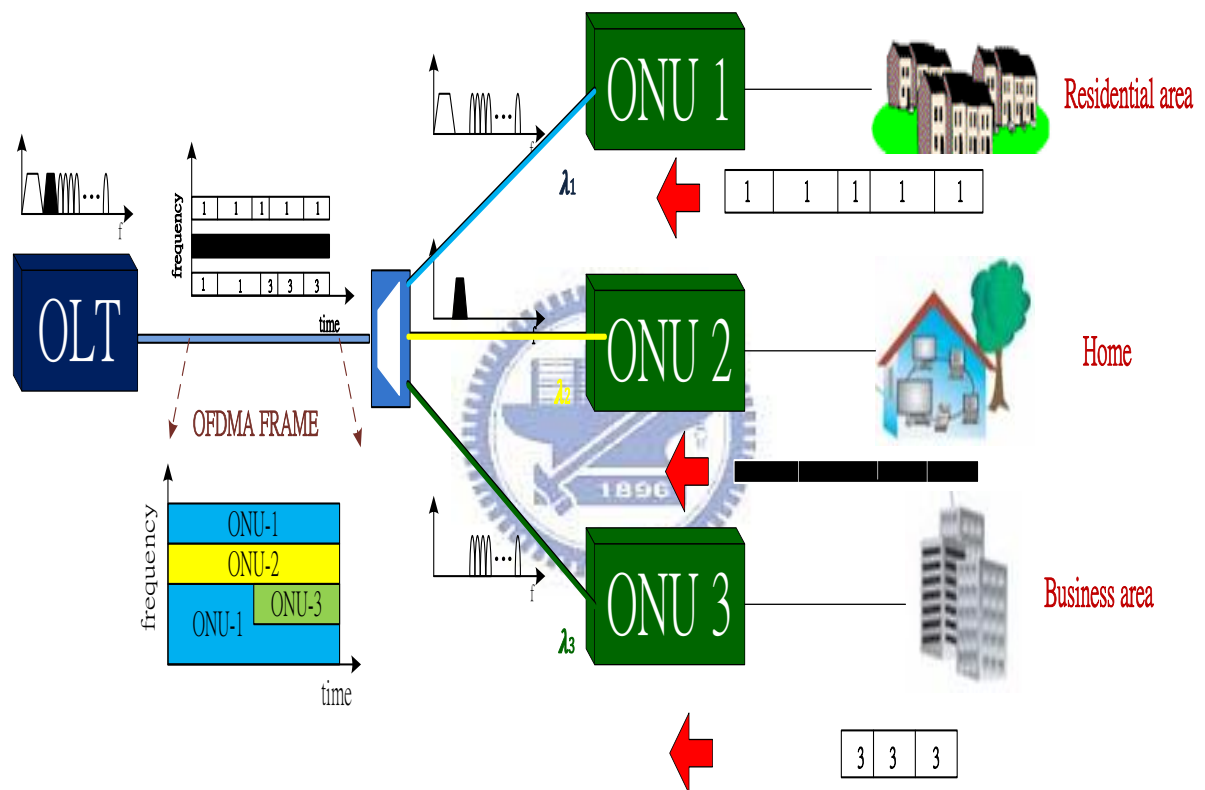 ONU 1
Residential area
f
λ1
1 1 1 1 1
f
frequency
1 1 1 1 1
1 1 3 3 3
time
OLT
ONU 2
Home
f
λ2
OFDMA FRAME
1896
frequency
ONU-1
ONU-2
ONU-1
ONU-3
time
f
ONU 3
Business area
λ3
3 3 3